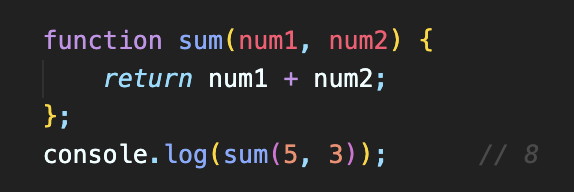 function sum(num1, num2) {
    return num1 + num2;
};
console.log(sum(5, 3));      // 8